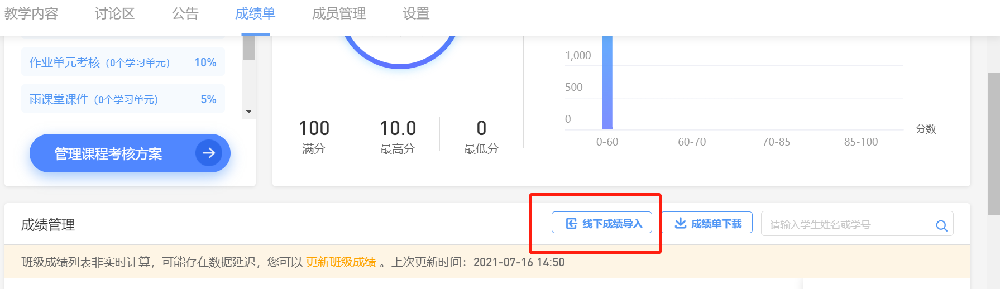 教学内容 讨论区 公告 成绩单 成员管理 设置
作业单元考核（0个学习单元） 10%
雨课堂课件（0个学习单元） 5%
管理课程考核方案
100 10.0 0
满分 最高分 最低分
1,000
500
0
分数
0-60 60-70 70-85 85-100
成绩管理
线下成绩导入 成绩单下载 请输入学生姓名或学号
班级成绩列表非实时计算，可能存在数据延迟，您可以 更新班级成绩 。上次更新时间：2021-07-16 14:50